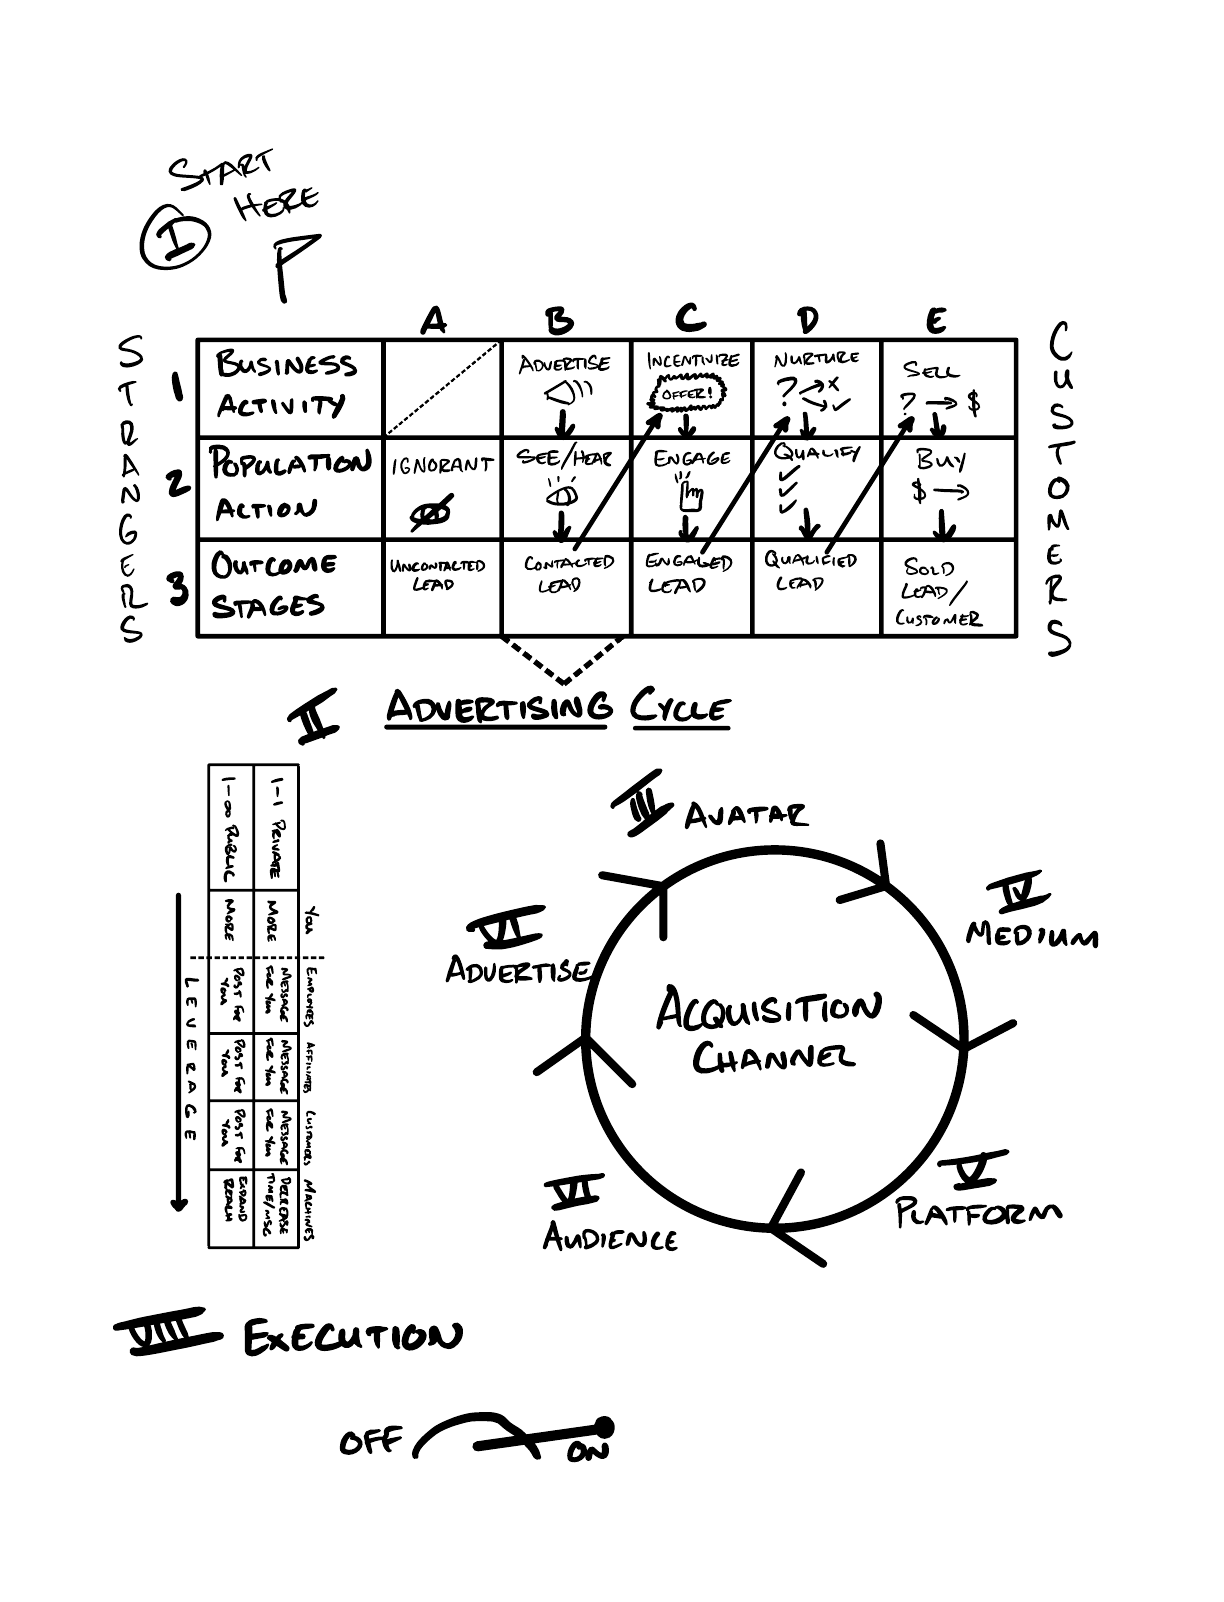 START
HERE
I
A B C D E
STRANGERS
CUSTOMERS
1 BUSINESS
ACTIVITY
ADVERTISE
INCENTIVIZE
OFFER!
NURTURE
? → x
→ ✓
SELL
? → $
2 POPULATION
ACTION
IGNORANT
SEE/HEAR
ENGAGE
QUALIFY
✓
✓
✓
BUY
$ →
3 OUTCOME
STAGES
UNCONTACTED
LEAD
CONTACTED
LEAD
ENGAGED
LEAD
QUALIFIED
LEAD
SOLD
LEAD/
CUSTOMER
II ADVERTISING CYCLE
YOU EMPLOYEES AFFILIATES CUSTOMERS MACHINES
1-1 PRIVATE
MORE
MESSAGE
FOR YOU
MESSAGE
FOR YOU
MESSAGE
FOR YOU
DECREASE
TIME/MSG
1-∞ PUBLIC
MORE
POST FOR
YOU
POST FOR
YOU
POST FOR
YOU
EXPAND
REACH
LEVERAGE
III AVATAR
IV
MEDIUM
VI
ADVERTISE
ACQUISITION
CHANNEL
V
PLATFORM
VI
AUDIENCE
VIII EXECUTION
OFF
ON